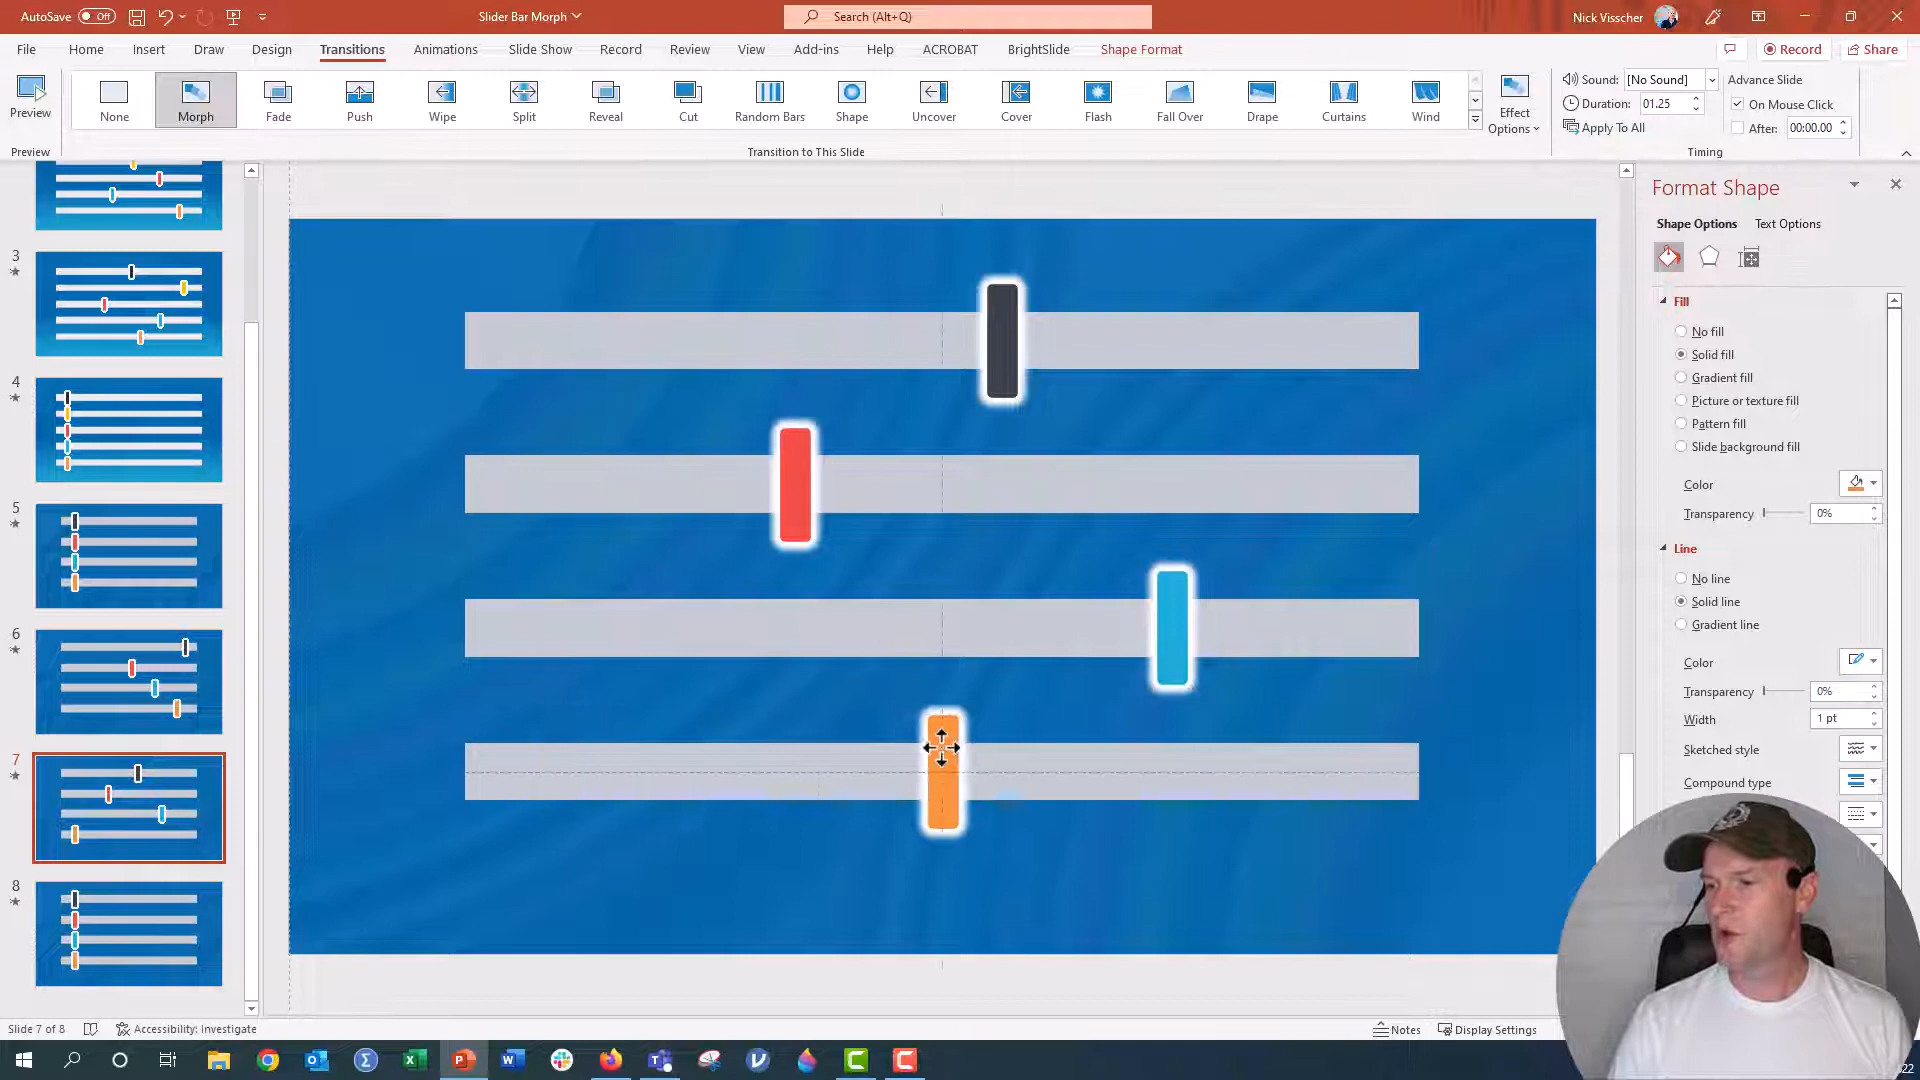 AutoSave Off
Slider Bar Morph
Search (Alt+Q)
Nick Visscher
File Home Insert Draw Design Transitions Animations Slide Show Record Review View Add-ins Help ACROBAT BrightSlide Shape Format
Record Share
Preview
None Morph Fade Push Wipe Split Reveal Cut Random Bars Shape Uncover Cover Flash Fall Over Drape Curtains Wind
Effect
Options
Sound: [No Sound]
Duration: 01.25
Apply To All
Advance Slide
On Mouse Click
After: 00:00.00
Preview
Transition to This Slide
Timing
3
4
5
6
7
8
Format Shape
Shape Options Text Options
Fill
No fill
Solid fill
Gradient fill
Picture or texture fill
Pattern fill
Slide background fill
Color
Transparency 0%
Line
No line
Solid line
Gradient line
Color
Transparency 0%
Width 1 pt
Sketched style
Compound type
Slide 7 of 8 Accessibility: Investigate
Notes Display Settings
22